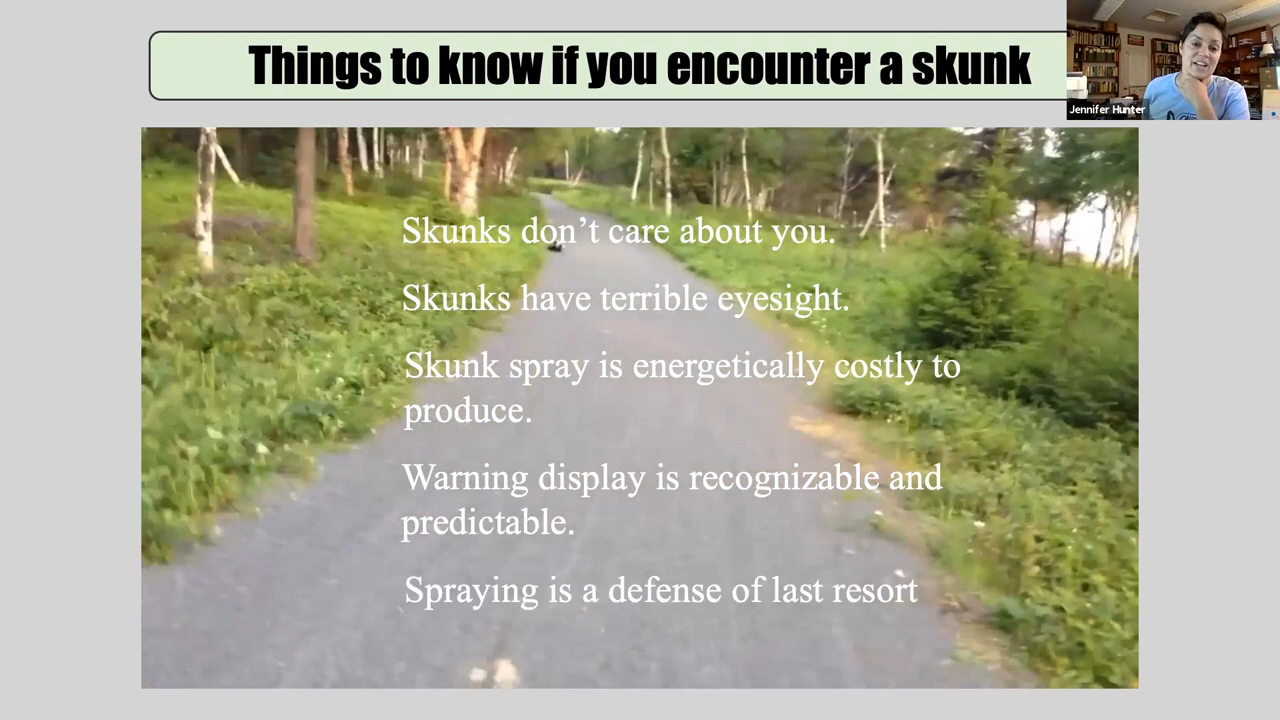 Things to know if you encounter a skunk
Jennifer Hunter
Skunks don’t care about you.
Skunks have terrible eyesight.
Skunk spray is energetically costly to
produce.
Warning display is recognizable and
predictable.
Spraying is a defense of last resort